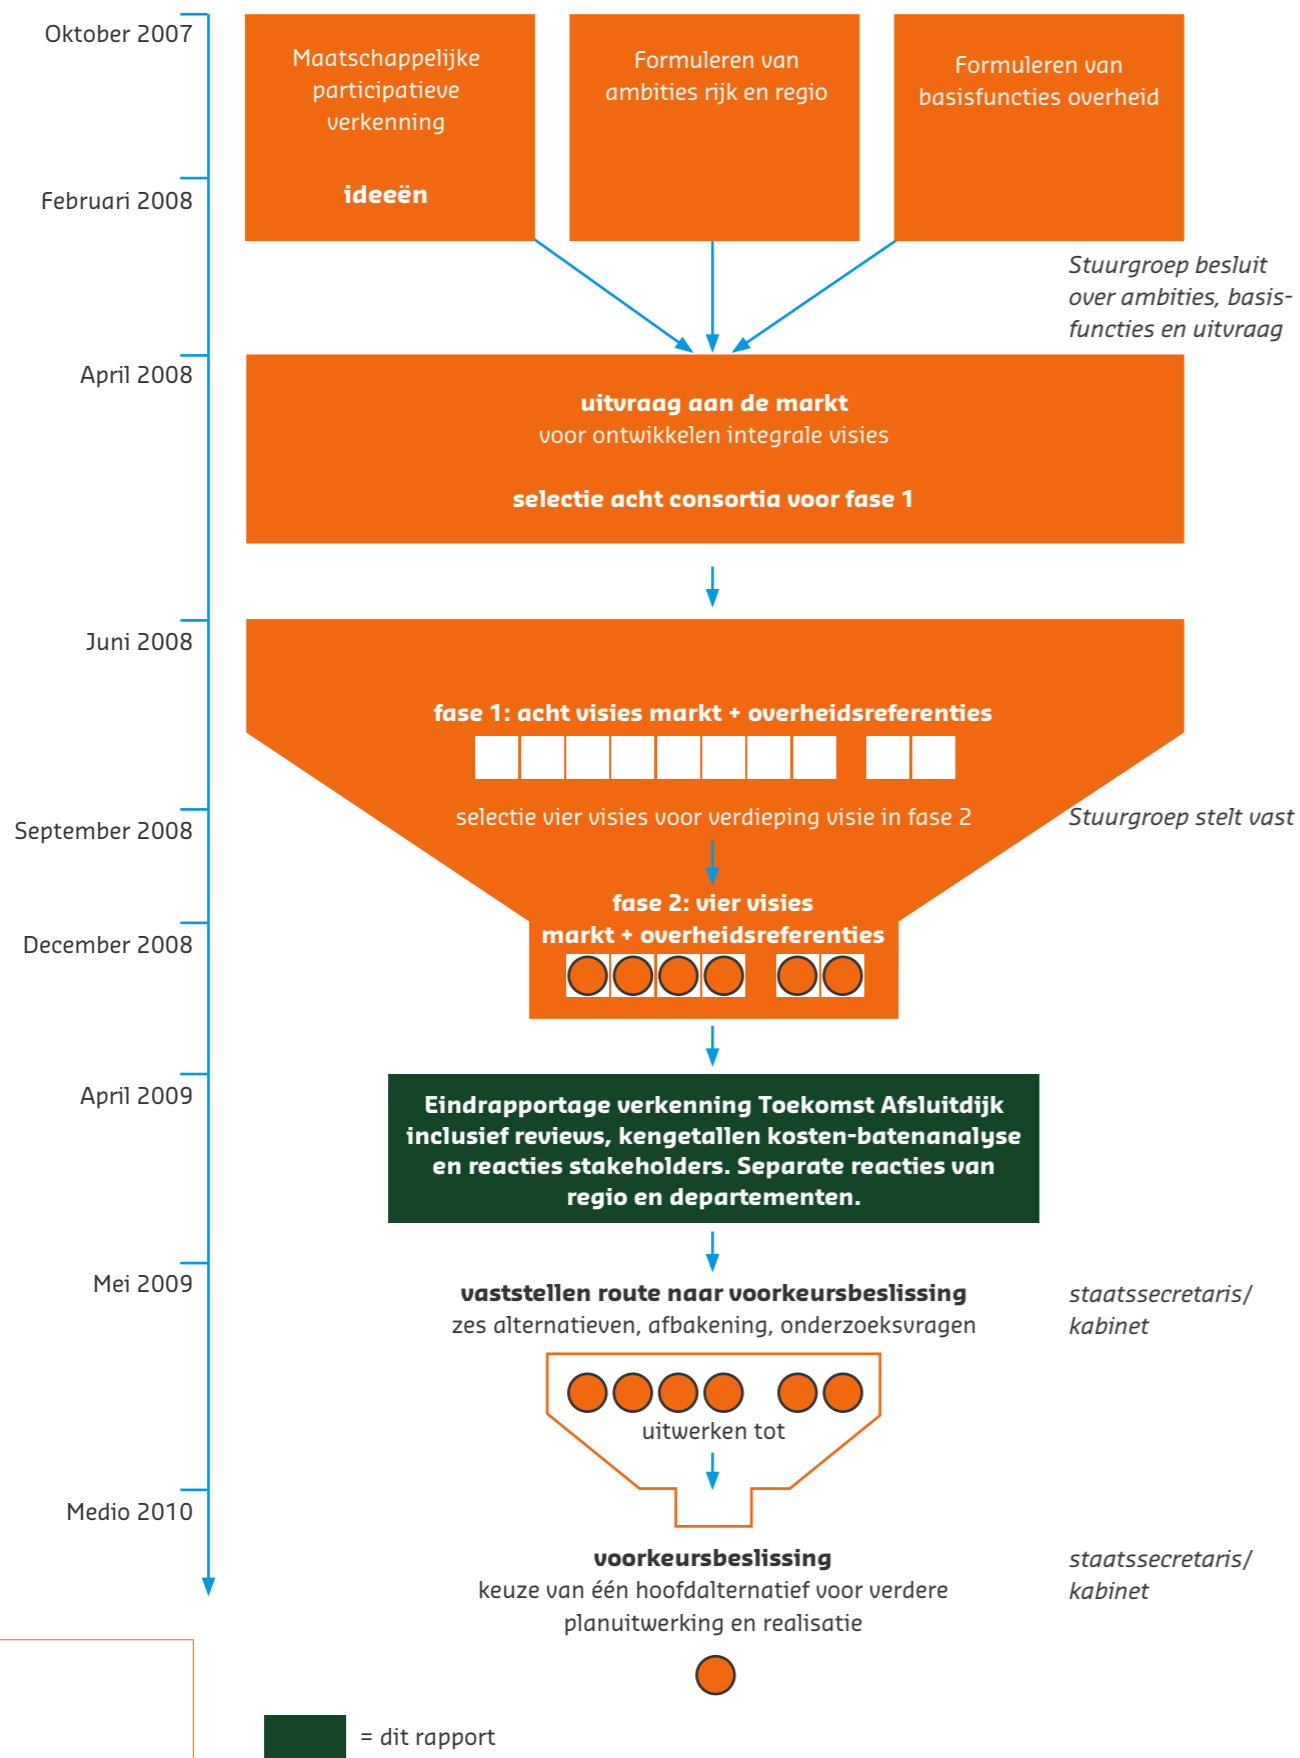 Oktober 2007
Maatschappelijke
participatieve
verkenning
ideeën
Formuleren van
ambities rijk en regio
Formuleren van
basisfuncties overheid
Februari 2008
Stuurgroep besluit
over ambities, basis-
functies en uitvraag
April 2008
uitvraag aan de markt
voor ontwikkelen integrale visies
selectie acht consortia voor fase 1
Juni 2008
fase 1: acht visies markt + overheidsreferenties
selectie vier visies voor verdieping visie in fase 2
September 2008
Stuurgroep stelt vast
fase 2: vier visies
markt + overheidsreferenties
December 2008
April 2009
Eindrapportage verkenning Toekomst Afsluitdijk
inclusief reviews, kengetallen kosten-batenanalyse
en reacties stakeholders. Separate reacties van
regio en departementen.
Mei 2009
vaststellen route naar voorkeursbeslissing
zes alternatieven, afbakening, onderzoeksvragen
staatssecretaris/
kabinet
uitwerken tot
Medio 2010
voorkeursbeslissing
keuze van één hoofdalternatief voor verdere
planuitwerking en realisatie
staatssecretaris/
kabinet
= dit rapport